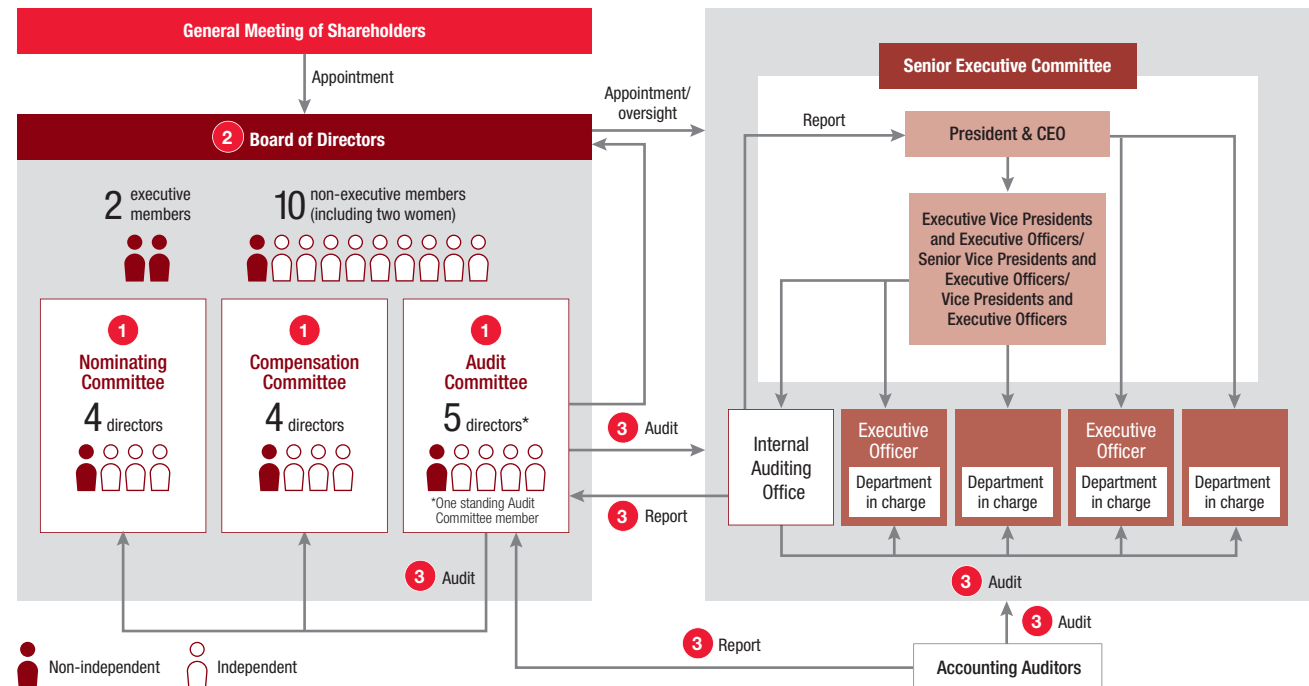 General Meeting of Shareholders
Appointment
2 Board of Directors
2 executive
members
10 non-executive members
(including two women)
1
Nominating
Committee
4 directors
1
Compensation
Committee
4 directors
1
Audit
Committee
5 directors*
*One standing Audit
Committee member
3 Audit
Non-independent
Independent
Appointment/
oversight
3 Audit
3 Report
3 Report
Senior Executive Committee
Report
President & CEO
Executive Vice Presidents
and Executive Officers/
Senior Vice Presidents and
Executive Officers/
Vice Presidents and
Executive Officers
Internal
Auditing
Office
Executive
Officer
Department
in charge
Department
in charge
Executive
Officer
Department
in charge
Department
in charge
3 Audit
3 Audit
Accounting Auditors